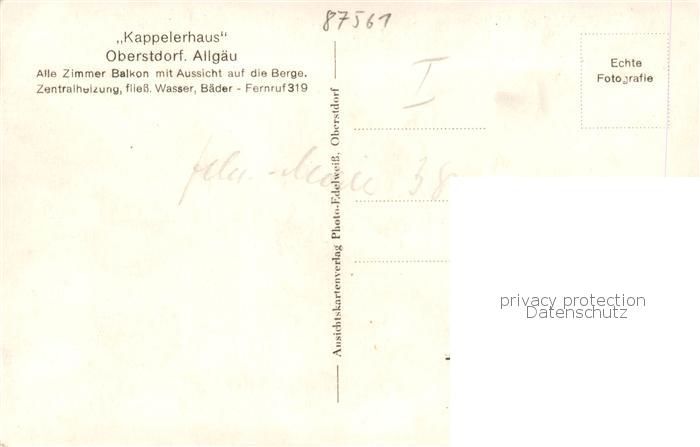 87561
„Kappelerhaus"
Oberstdorf. Allgäu
Alle Zimmer Balkon mit Aussicht auf die Berge.
Zentralheizung, fließ. Wasser, Bäder - Fernruf 319
Ansichtskartenverlag Photo-Edelweiß, Oberstdorf
I
38
Echte
Fotografie
privacy protection
Datenschutz